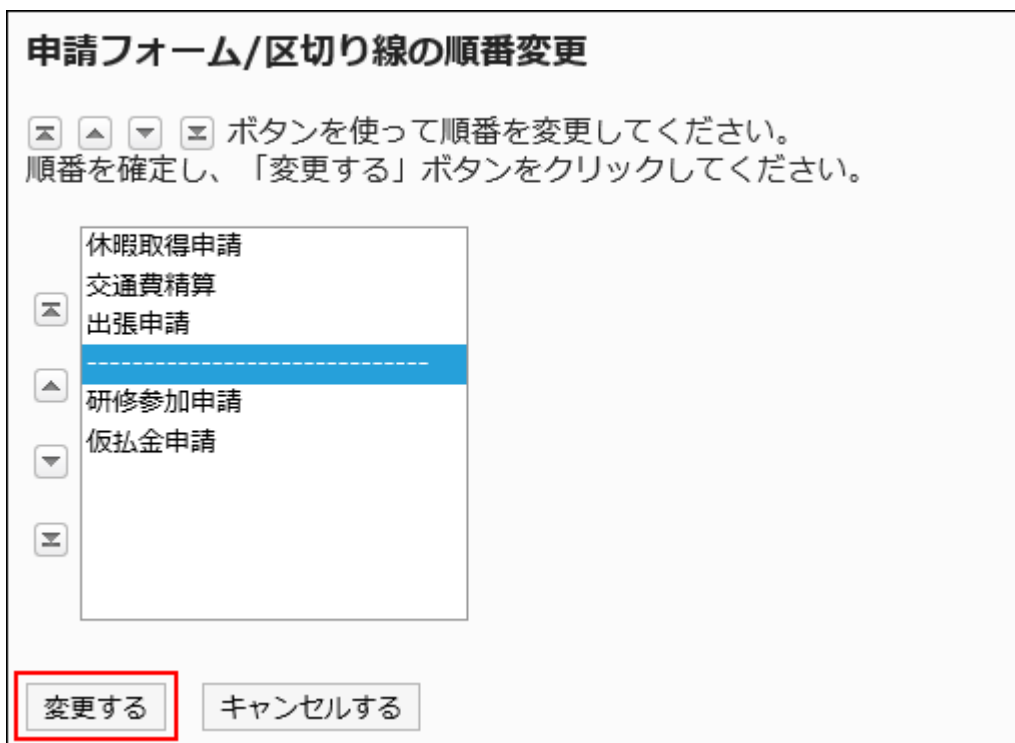 申請フォーム/区切り線の順番変更
ボタンを使って順番を変更してください。
順番を確定し、「変更する」ボタンをクリックしてください。
休暇取得申請
交通費精算
出張申請
------------------------------
研修参加申請
仮払金申請
変更する
キャンセルする